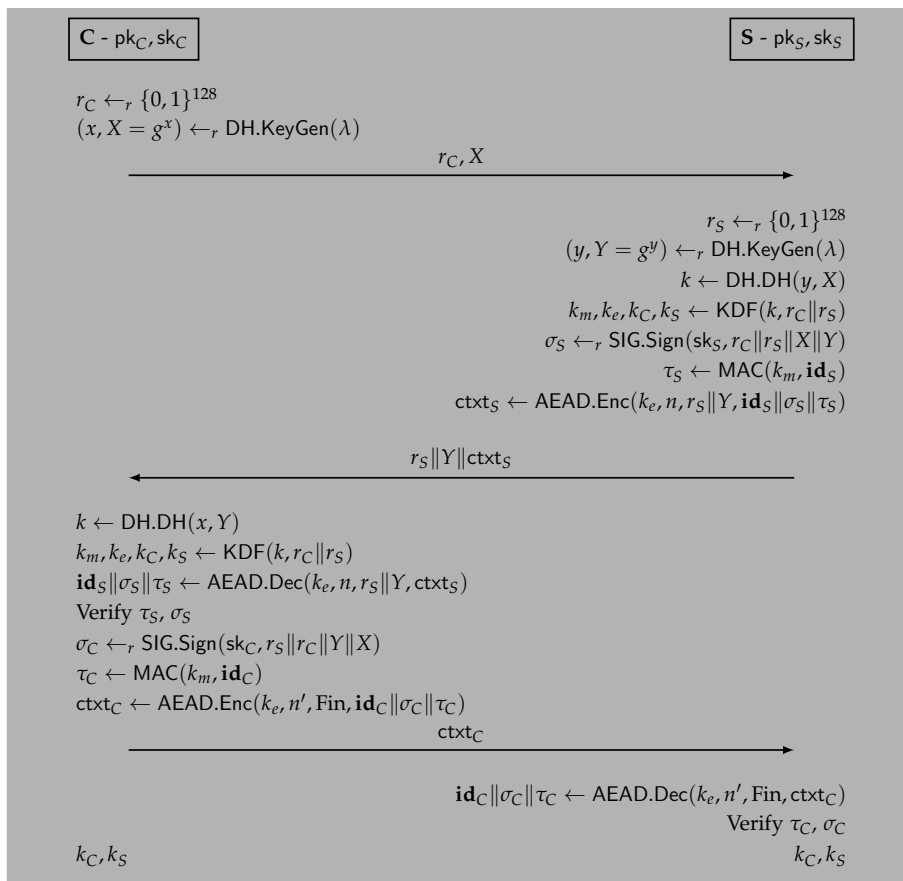 C - pk_C, sk_C
S - pk_S, sk_S
r_C ←_r {0, 1}^128
(x, X = g^x) ←_r DH.KeyGen(λ)
r_C, X
r_S ←_r {0, 1}^128
(y, Y = g^y) ←_r DH.KeyGen(λ)
k ← DH.DH(y, X)
k_m, k_e, k_C, k_S ← KDF(k, r_C∥r_S)
σ_S ←_r SIG.Sign(sk_S, r_C∥r_S∥X∥Y)
τ_S ← MAC(k_m, id_S)
ctxt_S ← AEAD.Enc(k_e, n, r_S∥Y, id_S∥σ_S∥τ_S)
r_S∥Y∥ctxt_S
k ← DH.DH(x, Y)
k_m, k_e, k_C, k_S ← KDF(k, r_C∥r_S)
id_S∥σ_S∥τ_S ← AEAD.Dec(k_e, n, r_S∥Y, ctxt_S)
Verify τ_S, σ_S
σ_C ←_r SIG.Sign(sk_C, r_S∥r_C∥Y∥X)
τ_C ← MAC(k_m, id_C)
ctxt_C ← AEAD.Enc(k_e, n′, Fin, id_C∥σ_C∥τ_C)
ctxt_C
id_C∥σ_C∥τ_C ← AEAD.Dec(k_e, n′, Fin, ctxt_C)
Verify τ_C, σ_C
k_C, k_S
k_C, k_S